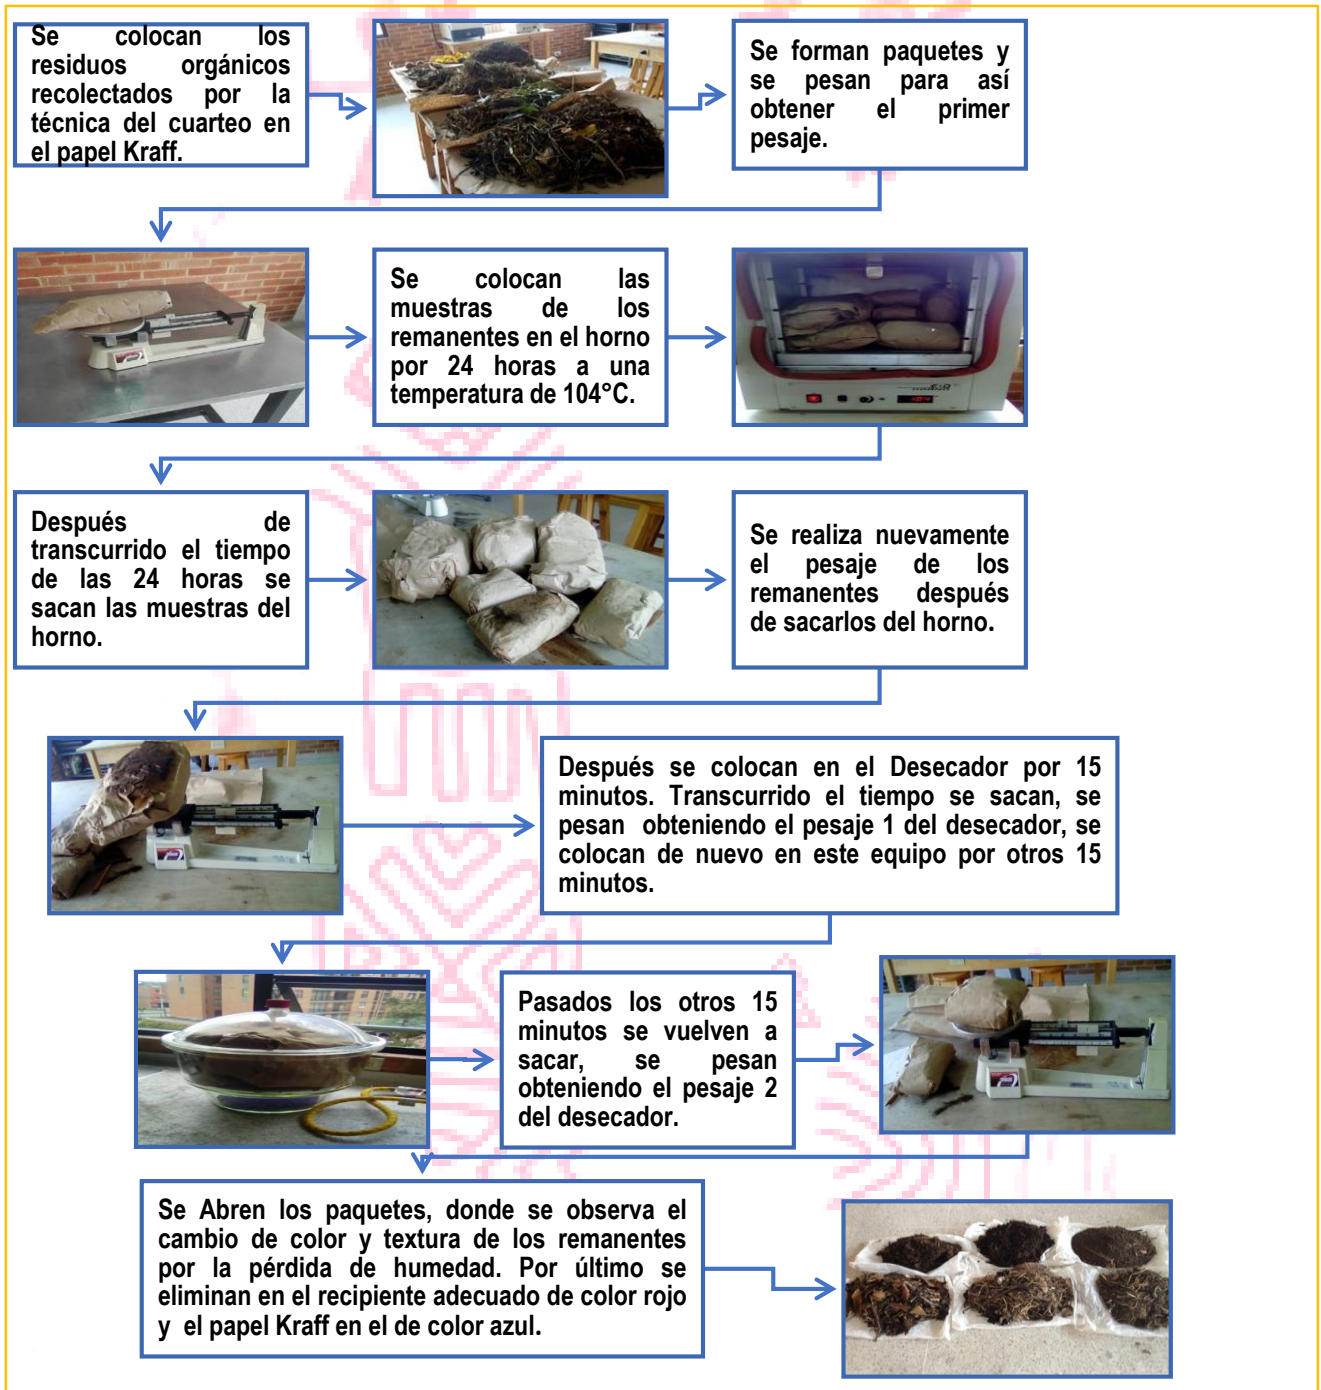 Se colocan los
residuos orgánicos
recolectados por la
técnica del cuarteo en
el papel Kraff.
Se forman paquetes y
se pesan para así
obtener el primer
pesaje.
Se colocan las
muestras de los
remanentes en el horno
por 24 horas a una
temperatura de 104°C.
Después de
transcurrido el tiempo
de las 24 horas se
sacan las muestras del
horno.
Se realiza nuevamente
el pesaje de los
remanentes después
de sacarlos del horno.
Después se colocan en el Desecador por 15
minutos. Transcurrido el tiempo se sacan, se
pesan obteniendo el pesaje 1 del desecador, se
colocan de nuevo en este equipo por otros 15
minutos.
Pasados los otros 15
minutos se vuelven a
sacar, se pesan
obteniendo el pesaje 2
del desecador.
Se Abren los paquetes, donde se observa el
cambio de color y textura de los remanentes
por la pérdida de humedad. Por último se
eliminan en el recipiente adecuado de color rojo
y el papel Kraff en el de color azul.